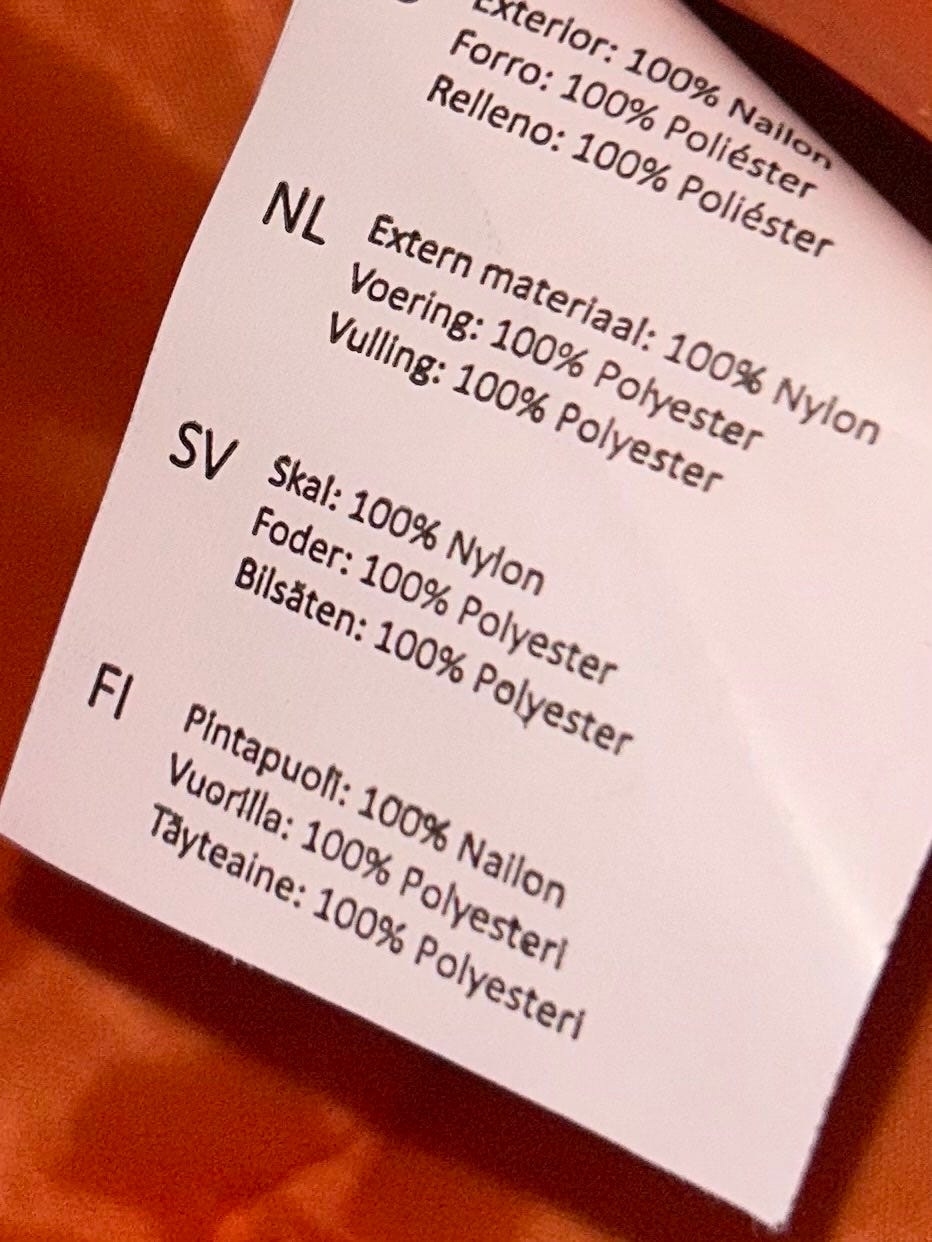 Exterior: 100% Nailon
Forro: 100% Poliéster
Relleno: 100% Poliéster
NL Extern materiaal: 100% Nylon
Voering: 100% Polyester
Vulling: 100% Polyester
SV Skal: 100% Nylon
Foder: 100% Polyester
Bilsäten: 100% Polyester
FI Pintapuoli: 100% Nailon
Vuorilla: 100% Polyesteri
Täyteaine: 100% Polyesteri